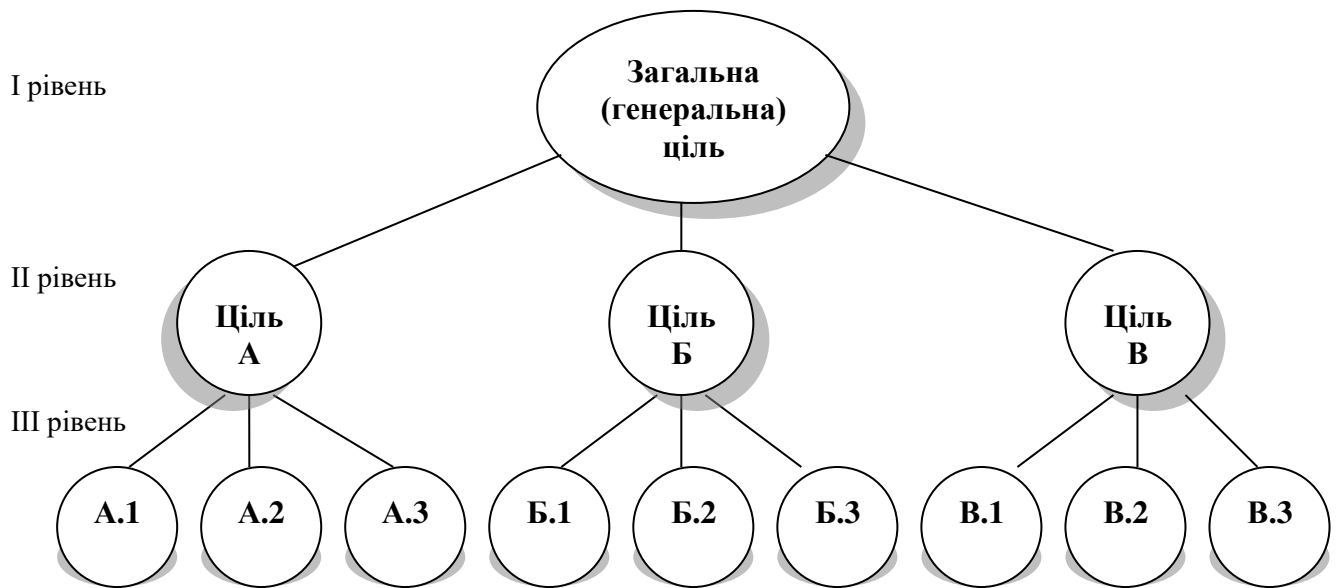 І рівень
Загальна
(генеральна)
ціль
ІІ рівень
Ціль
А
Ціль
Б
Ціль
В
ІІІ рівень
А.1
А.2
А.3
Б.1
Б.2
Б.3
В.1
В.2
В.3